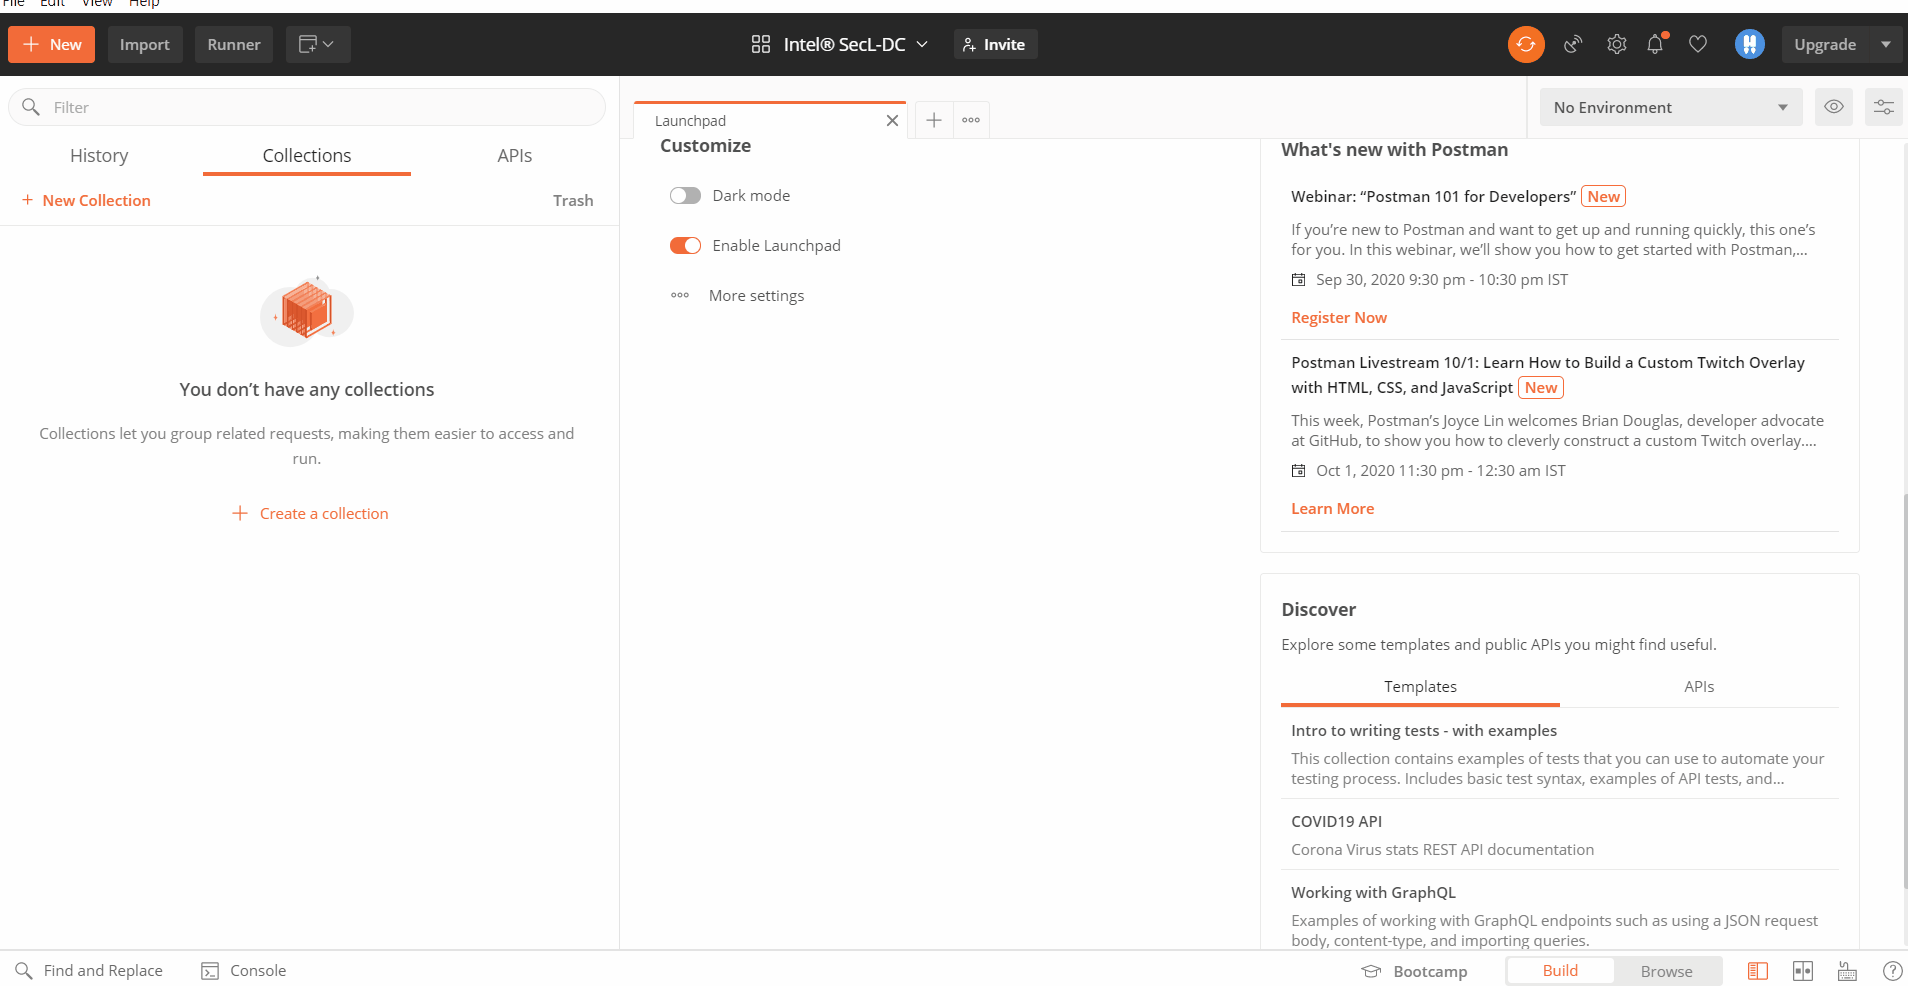 File Edit View Help
New Import Runner Intel® SecL-DC Invite Upgrade
Filter
History Collections APIs
+ New Collection Trash
You don’t have any collections
Collections let you group related requests, making them easier to access and
run.
Create a collection
Launchpad
No Environment
Customize
Dark mode
Enable Launchpad
More settings
What's new with Postman
Webinar: “Postman 101 for Developers” New
If you’re new to Postman and want to get up and running quickly, this one’s
for you. In this webinar, we’ll show you how to get started with Postman,...
Sep 30, 2020 9:30 pm - 10:30 pm IST
Register Now
Postman Livestream 10/1: Learn How to Build a Custom Twitch Overlay
with HTML, CSS, and JavaScript New
This week, Postman’s Joyce Lin welcomes Brian Douglas, developer advocate
at GitHub, to show you how to cleverly construct a custom Twitch overlay....
Oct 1, 2020 11:30 pm - 12:30 am IST
Learn More
Discover
Explore some templates and public APIs you might find useful.
Templates APIs
Intro to writing tests - with examples
This collection contains examples of tests that you can use to automate your
testing process. Includes basic test syntax, examples of API tests, and...
COVID19 API
Corona Virus stats REST API documentation
Working with GraphQL
Examples of working with GraphQL endpoints such as using a JSON request
body, content-type, and importing queries.
Find and Replace Console Bootcamp Build Browse